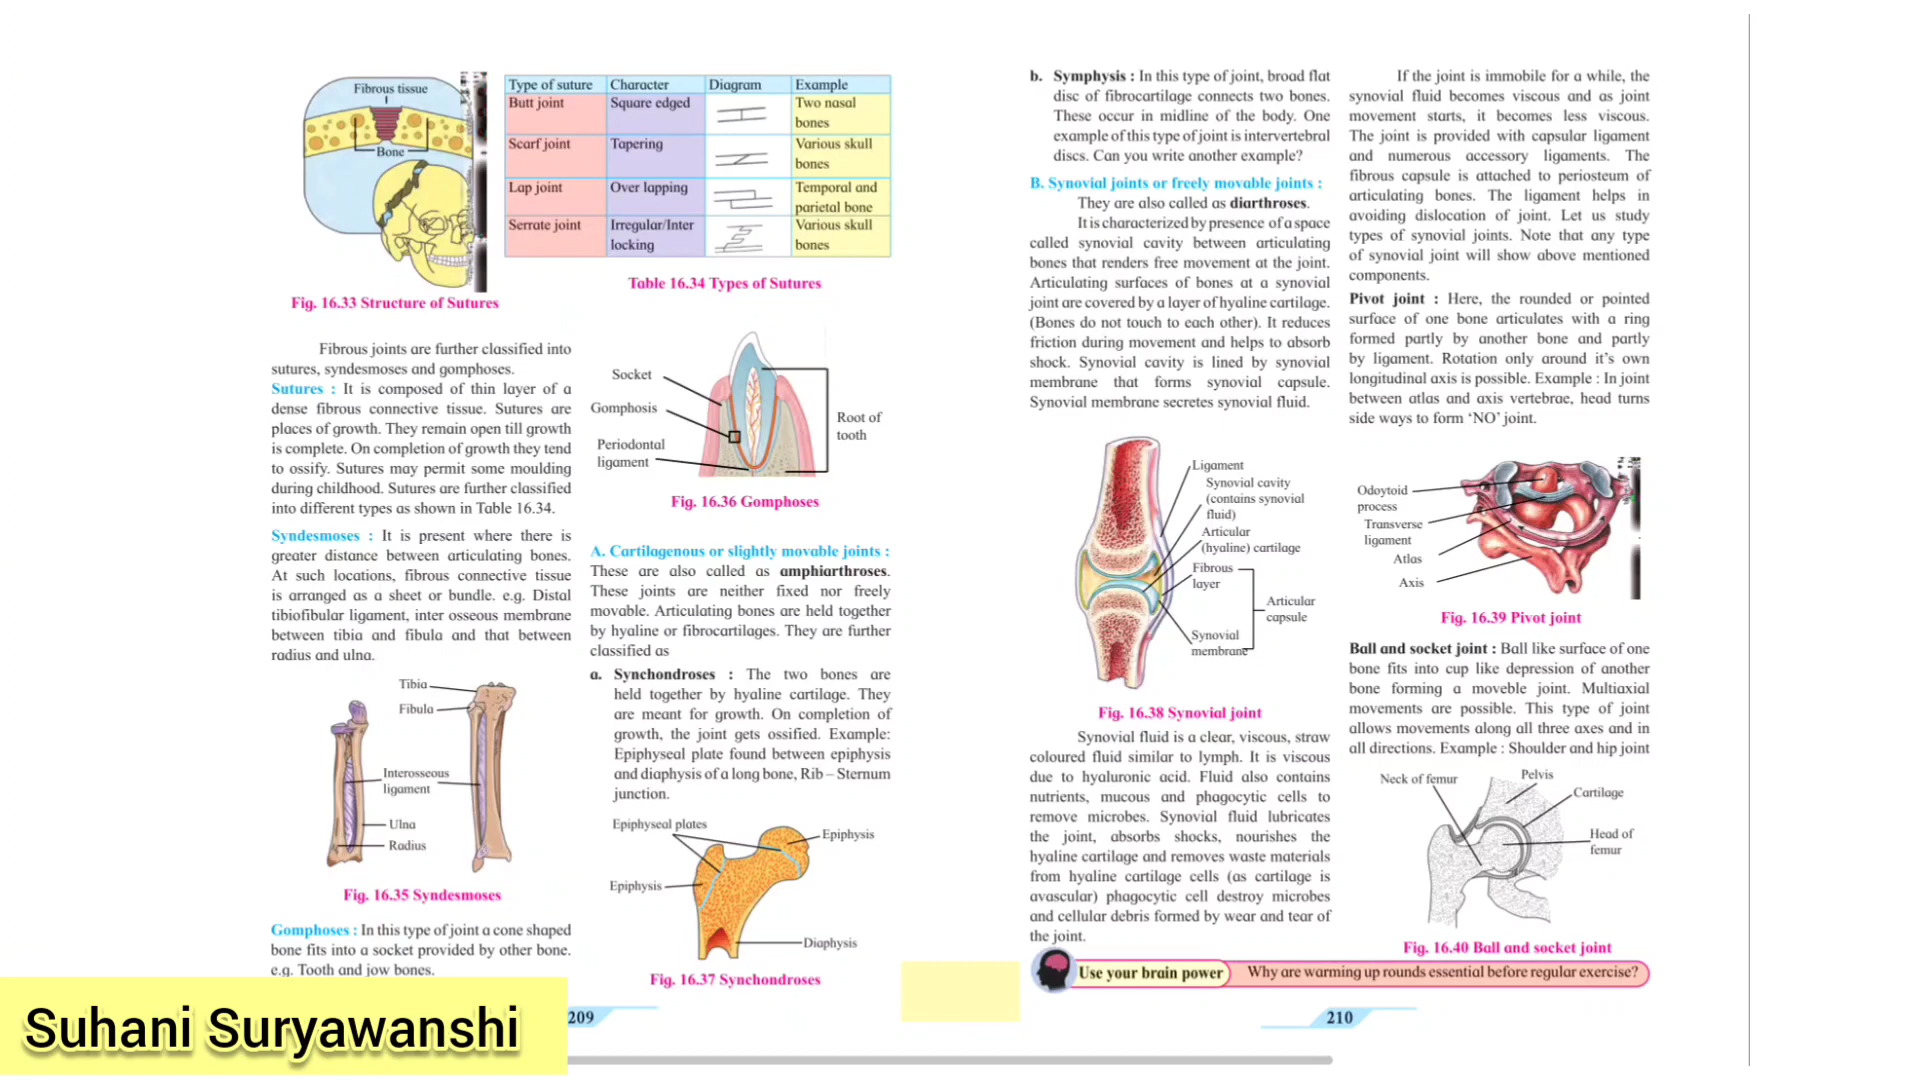 Fibrous tissue
Bone
Fig. 16.33 Structure of Sutures
Type of suture Character Diagram Example
Butt joint Square edged Two nasal
bones
Scarf joint Tapering Various skull
bones
Lap joint Over lapping Temporal and
parietal bone
Serrate joint Irregular/Inter Various skull
locking bones
Table 16.34 Types of Sutures
Fibrous joints are further classified into
sutures, syndesmoses and gomphoses.
Sutures : It is composed of thin layer of a
dense fibrous connective tissue. Sutures are
places of growth. They remain open till growth
is complete. On completion of growth they tend
to ossify. Sutures may permit some moulding
during childhood. Sutures are further classified
into different types as shown in Table 16.34.
Syndesmoses : It is present where there is
greater distance between articulating bones.
At such locations, fibrous connective tissue
is arranged as a sheet or bundle. e.g. Distal
tibiofibular ligament, inter osseous membrane
between tibia and fibula and that between
radius and ulna.
Tibia
Fibula
Interosseous
ligament
Ulna
Radius
Fig. 16.35 Syndesmoses
Gomphoses : In this type of joint a cone shaped
bone fits into a socket provided by other bone.
e.g. Tooth and jow bones.
Socket
Gomphosis
Periodontal
ligament
Root of
tooth
Fig. 16.36 Gomphoses
A. Cartilagenous or slightly movable joints :
These are also called as amphiarthroses.
These joints are neither fixed nor freely
movable. Articulating bones are held together
by hyaline or fibrocartilages. They are further
classified as
a. Synchondroses : The two bones are
held together by hyaline cartilage. They
are meant for growth. On completion of
growth, the joint gets ossified. Example:
Epiphyseal plate found between epiphysis
and diaphysis of a long bone, Rib – Sternum
junction.
Epiphyseal plates
Epiphysis
Epiphysis
Diaphysis
Fig. 16.37 Synchondroses
209
b. Symphysis : In this type of joint, broad flat
disc of fibrocartilage connects two bones.
These occur in midline of the body. One
example of this type of joint is intervertebral
discs. Can you write another example?
B. Synovial joints or freely movable joints :
They are also called as diarthroses.
It is characterized by presence of a space
called synovial cavity between articulating
bones that renders free movement at the joint.
Articulating surfaces of bones at a synovial
joint are covered by a layer of hyaline cartilage.
(Bones do not touch to each other). It reduces
friction during movement and helps to absorb
shock. Synovial cavity is lined by synovial
membrane that forms synovial capsule.
Synovial membrane secretes synovial fluid.
Ligament
Synovial cavity
(contains synovial
fluid)
Articular
(hyaline) cartilage
Fibrous
layer
Articular
capsule
Synovial
membrane
Fig. 16.38 Synovial joint
Synovial fluid is a clear, viscous, straw
coloured fluid similar to lymph. It is viscous
due to hyaluronic acid. Fluid also contains
nutrients, mucous and phagocytic cells to
remove microbes. Synovial fluid lubricates
the joint, absorbs shocks, nourishes the
hyaline cartilage and removes waste materials
from hyaline cartilage cells (as cartilage is
avascular) phagocytic cell destroy microbes
and cellular debris formed by wear and tear of
the joint.
If the joint is immobile for a while, the
synovial fluid becomes viscous and as joint
movement starts, it becomes less viscous.
The joint is provided with capsular ligament
and numerous accessory ligaments. The
fibrous capsule is attached to periosteum of
articulating bones. The ligament helps in
avoiding dislocation of joint. Let us study
types of synovial joints. Note that any type
of synovial joint will show above mentioned
components.
Pivot joint : Here, the rounded or pointed
surface of one bone articulates with a ring
formed partly by another bone and partly
by ligament. Rotation only around it's own
longitudinal axis is possible. Example : In joint
between atlas and axis vertebrae, head turns
side ways to form ‘NO’ joint.
Odoytoid
process
Transverse
ligament
Atlas
Axis
Fig. 16.39 Pivot joint
Ball and socket joint : Ball like surface of one
bone fits into cup like depression of another
bone forming a moveble joint. Multiaxial
movements are possible. This type of joint
allows movements along all three axes and in
all directions. Example : Shoulder and hip joint
Neck of femur
Pelvis
Cartilage
Head of
femur
Fig. 16.40 Ball and socket joint
Use your brain power Why are warming up rounds essential before regular exercise?
210
Suhani Suryawanshi